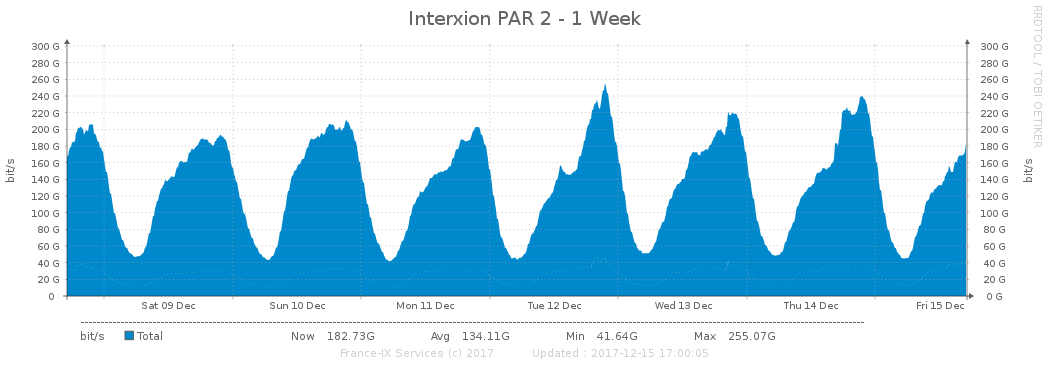 Interxion PAR 2 - 1 Week
RRDTOOL / TOBI OETIKER
300 G 300 G
280 G 280 G
260 G 260 G
240 G 240 G
220 G 220 G
200 G 200 G
180 G 180 G
160 G 160 G
140 G 140 G
120 G 120 G
100 G 100 G
80 G 80 G
60 G 60 G
40 G 40 G
20 G 20 G
0 0 G
bit/s bit/s
Sat 09 Dec Sun 10 Dec Mon 11 Dec Tue 12 Dec Wed 13 Dec Thu 14 Dec Fri 15 Dec
bit/s Total Now 182.73G Avg 134.11G Min 41.64G Max 255.07G
France-IX Services (c) 2017 Updated : 2017-12-15 17:00:05